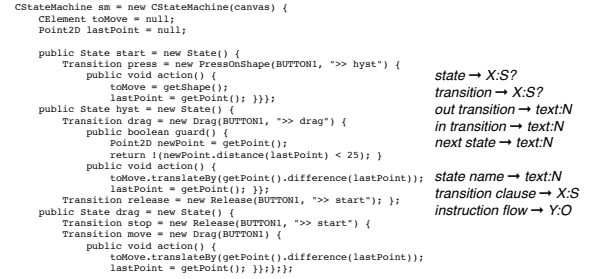 CStateMachine sm = new CStateMachine(canvas) {
    CElement toMove = null;
    Point2D lastPoint = null;

    public State start = new State() {
        Transition press = new PressOnShape(BUTTON1, ">> hyst") {
            public void action() {
                toMove = getShape();
                lastPoint = getPoint(); }}};
    public State hyst = new State() {
        Transition drag = new Drag(BUTTON1, ">> drag") {
            public boolean guard() {
                Point2D newPoint = getPoint();
                return !(newPoint.distance(lastPoint) < 25); }
            public void action() {
                toMove.translateBy(getPoint().difference(lastPoint));
                lastPoint = getPoint(); }};
        Transition release = new Release(BUTTON1, ">> start"); };
    public State drag = new State() {
        Transition stop = new Release(BUTTON1, ">> start") {
        Transition move = new Drag(BUTTON1) {
            public void action() {
                toMove.translateBy(getPoint().difference(lastPoint));
                lastPoint = getPoint(); }};};};
state → X:S?
transition → X:S?
out transition → text:N
in transition → text:N
next state → text:N
state name → text:N
transition clause → X:S
instruction flow → Y:O